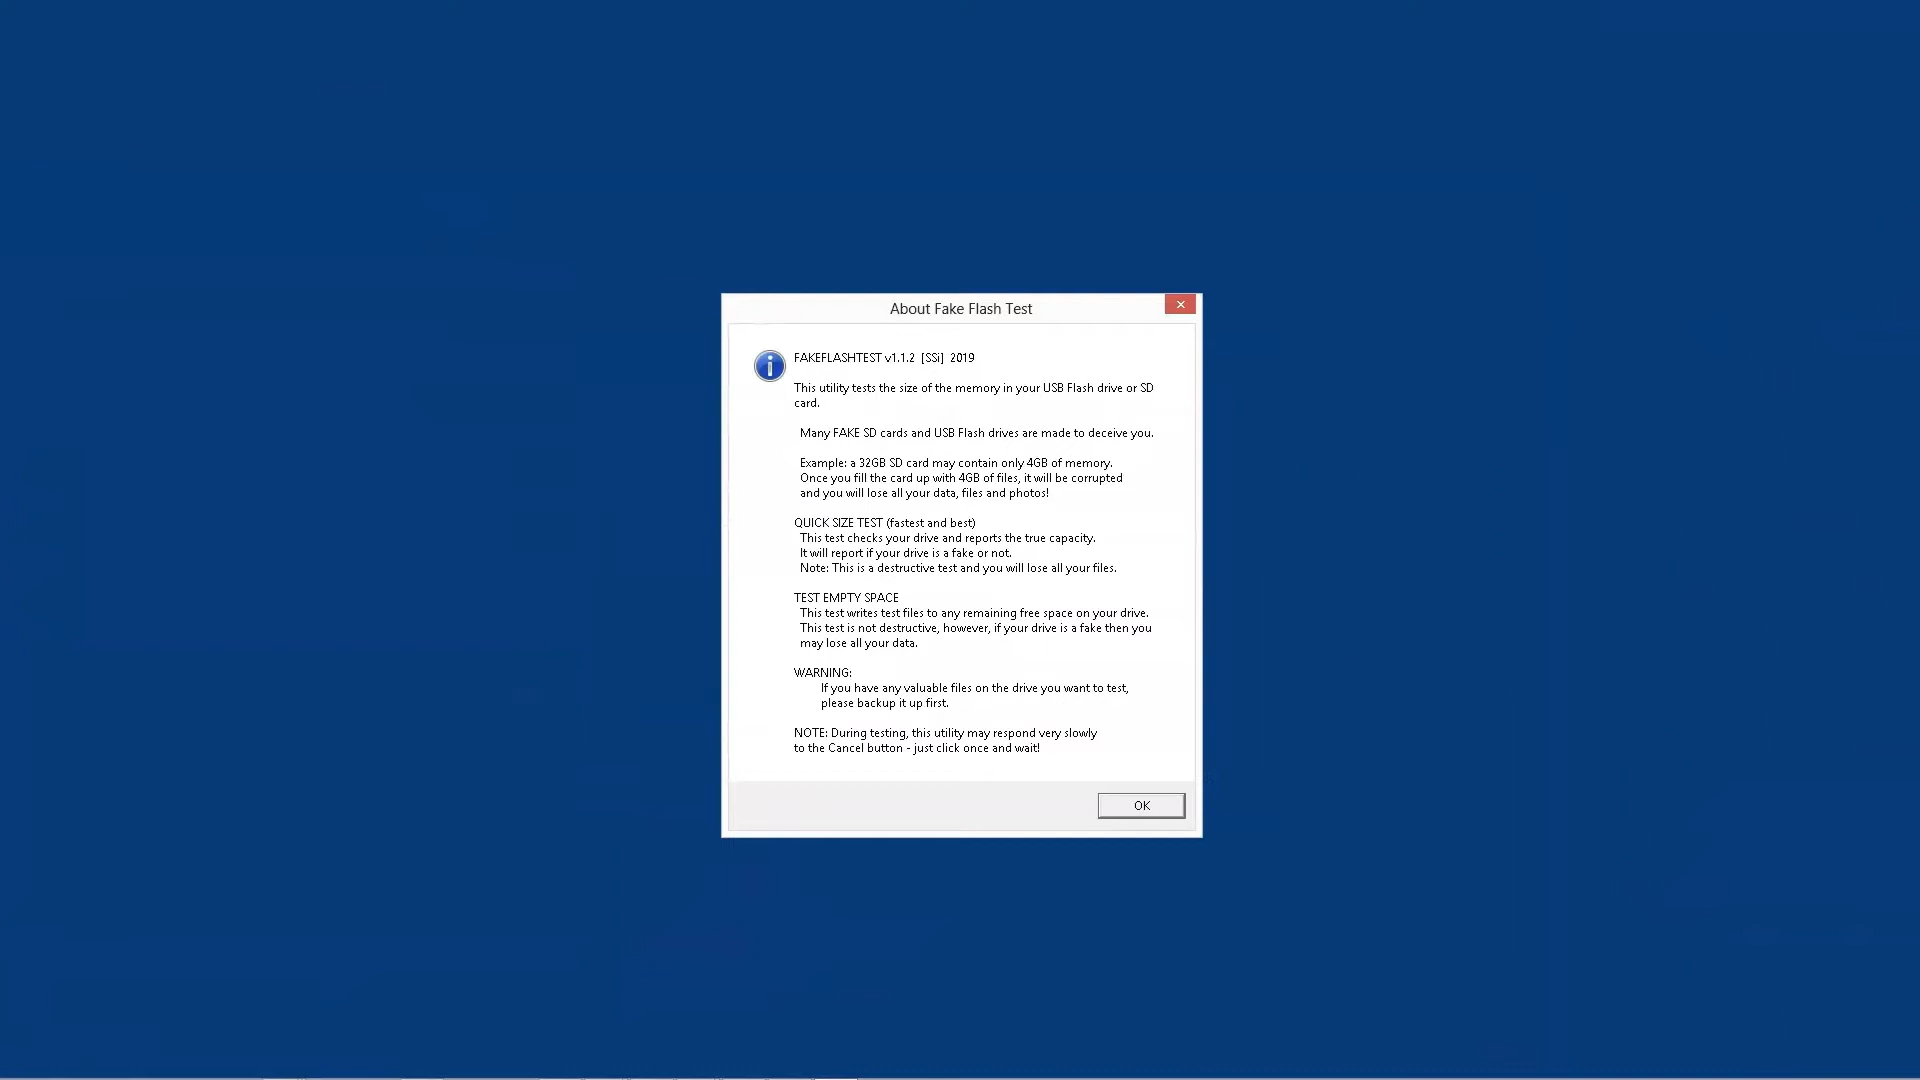 About Fake Flash Test
FAKEFLASHTEST v1.1.2 [SSi] 2019
This utility tests the size of the memory in your USB Flash drive or SD
card.
Many FAKE SD cards and USB Flash drives are made to deceive you.
Example: a 32GB SD card may contain only 4GB of memory.
Once you fill the card up with 4GB of files, it will be corrupted
and you will lose all your data, files and photos!
QUICK SIZE TEST (fastest and best)
This test checks your drive and reports the true capacity.
It will report if your drive is a fake or not.
Note: This is a destructive test and you will lose all your files.
TEST EMPTY SPACE
This test writes test files to any remaining free space on your drive.
This test is not destructive, however, if your drive is a fake then you
may lose all your data.
WARNING:
If you have any valuable files on the drive you want to test,
please backup it up first.
NOTE: During testing, this utility may respond very slowly
to the Cancel button - just click once and wait!
OK